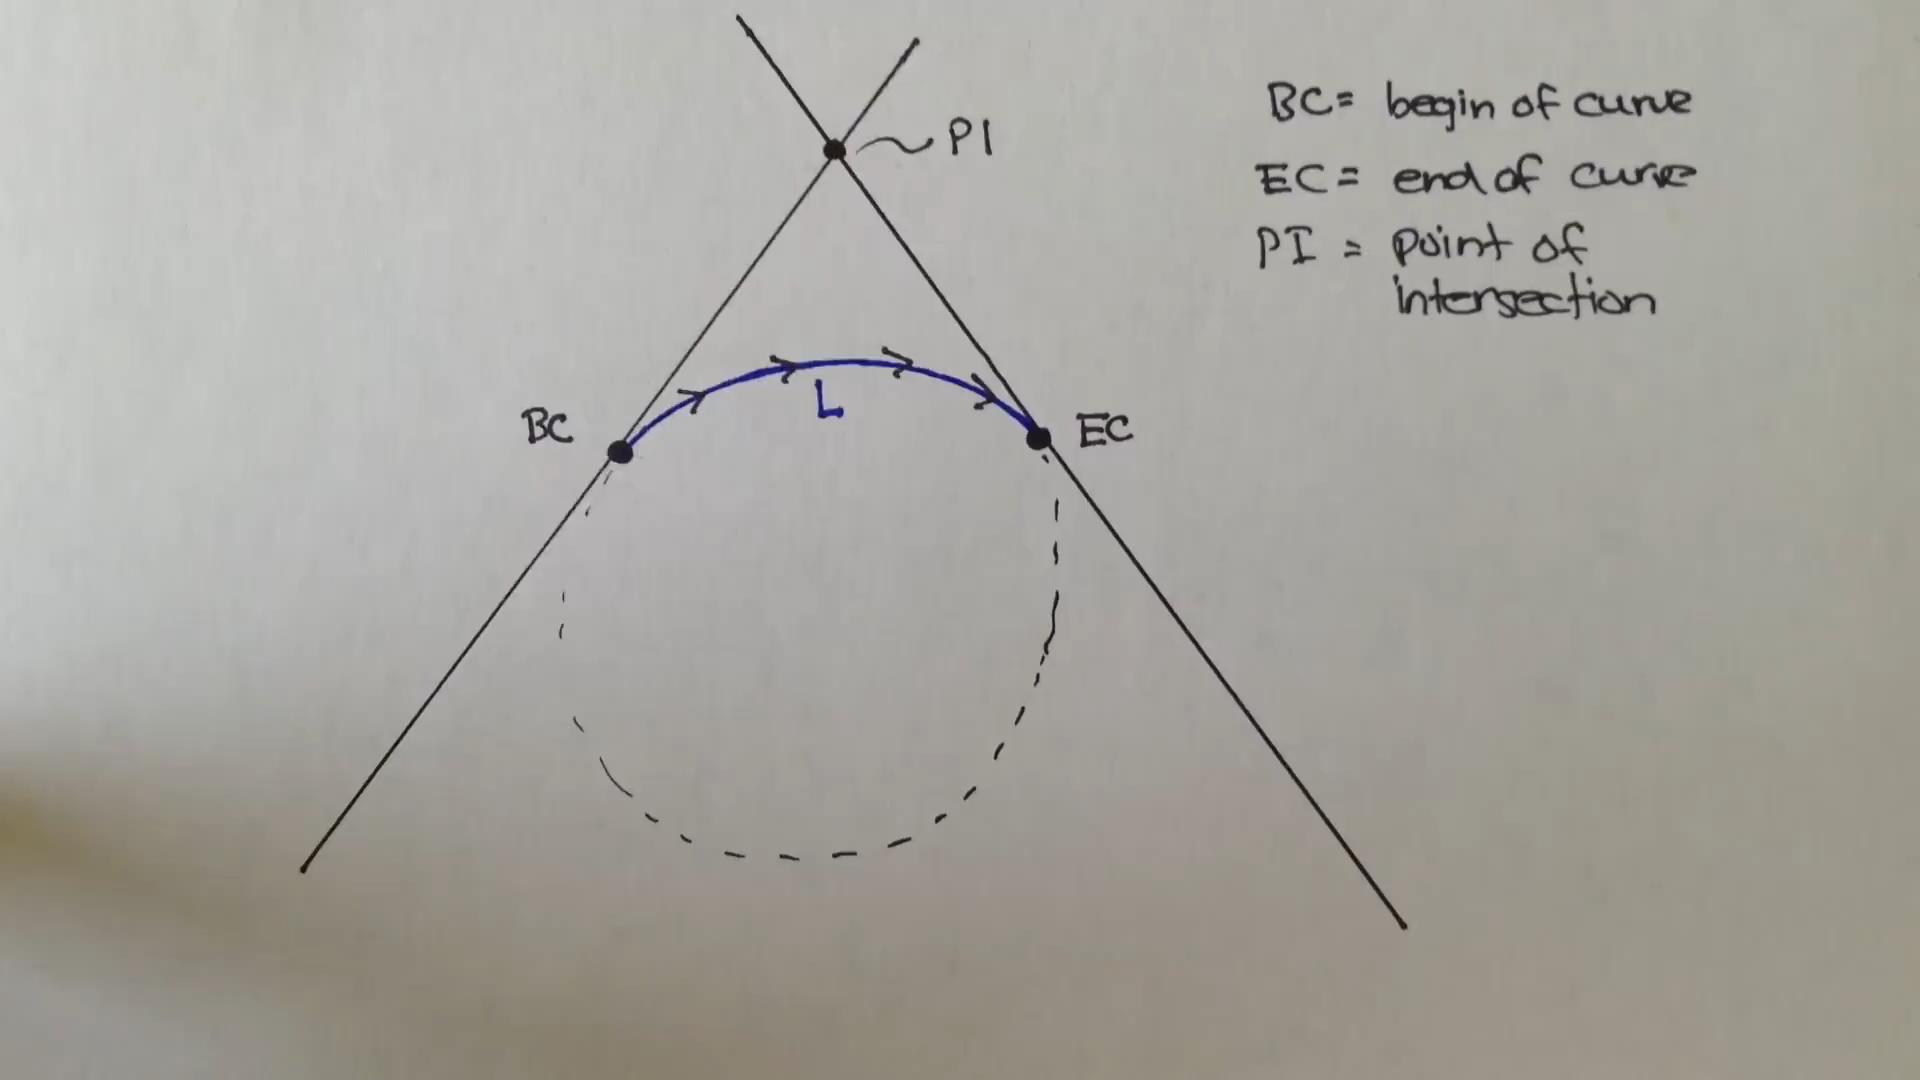 PI
BC= begin of curve
EC= end of curve
PI = point of
intersection
L
BC
EC